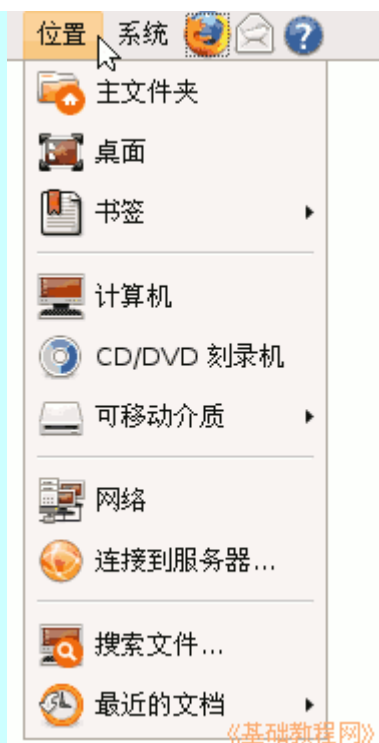 位置 系统
主文件夹
桌面
书签
计算机
CD/DVD 刻录机
可移动介质
网络
连接到服务器...
搜索文件...
最近的文档
《基础教程网》